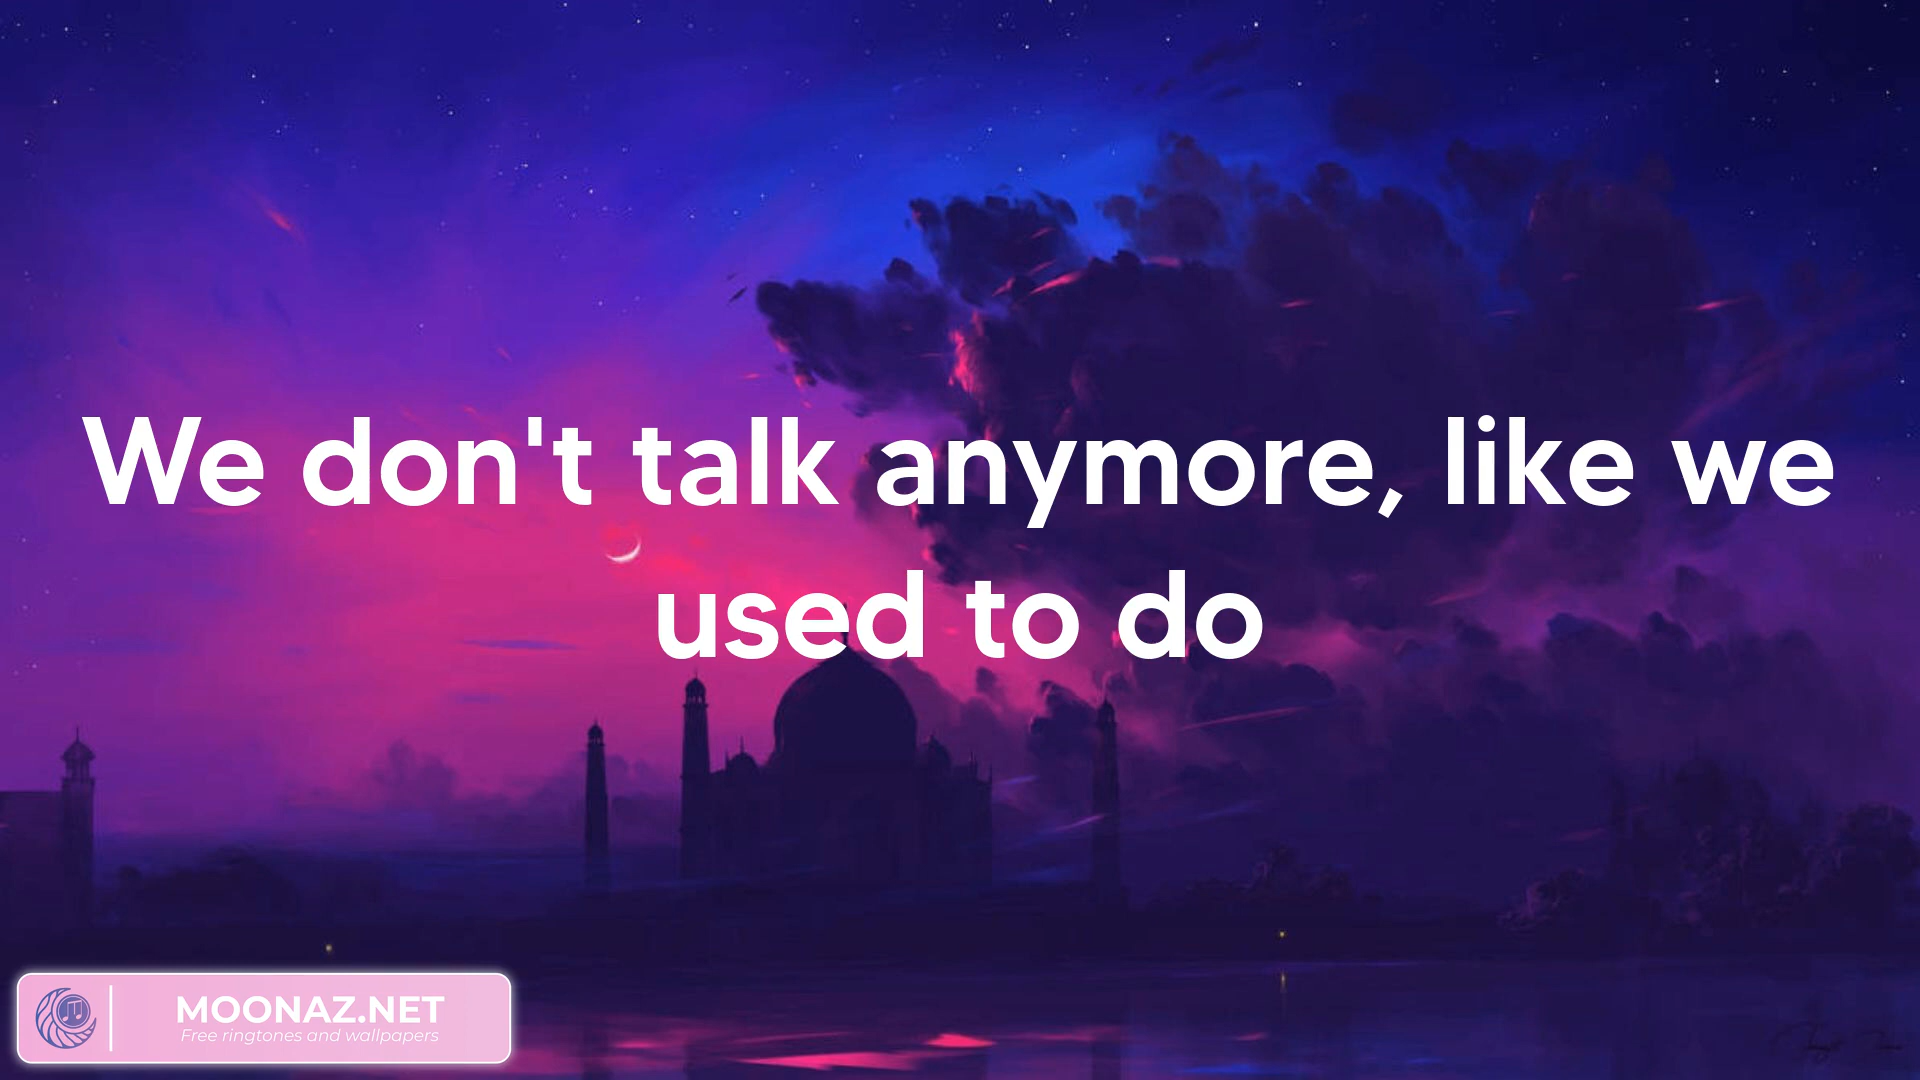 We don't talk anymore, like we
used to do
MOONAZ.NET
Free ringtones and wallpapers